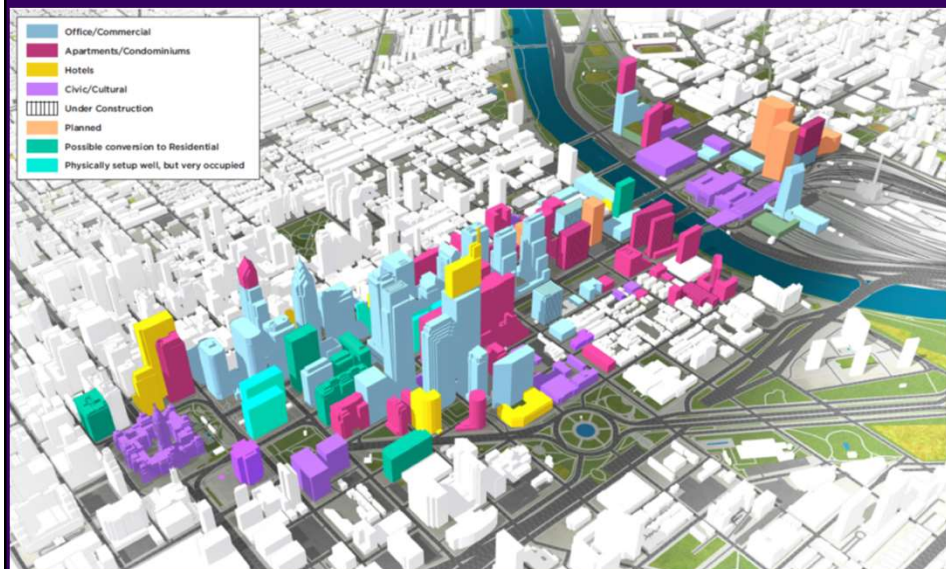 Office/Commercial
Apartments/Condominiums
Hotels
Civic/Cultural
Under Construction
Planned
Possible conversion to Residential
Physically setup well, but very occupied